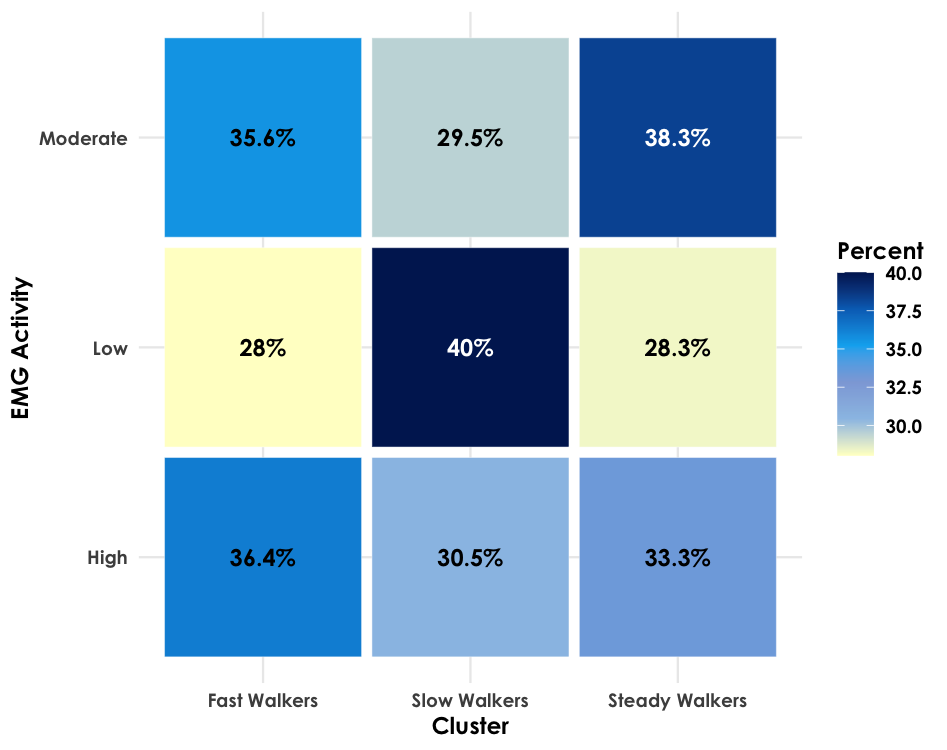 Moderate
35.6%
29.5%
38.3%
EMG Activity
Low
28%
40%
28.3%
High
36.4%
30.5%
33.3%
Fast Walkers
Slow Walkers
Steady Walkers
Cluster
Percent
40.0
37.5
35.0
32.5
30.0